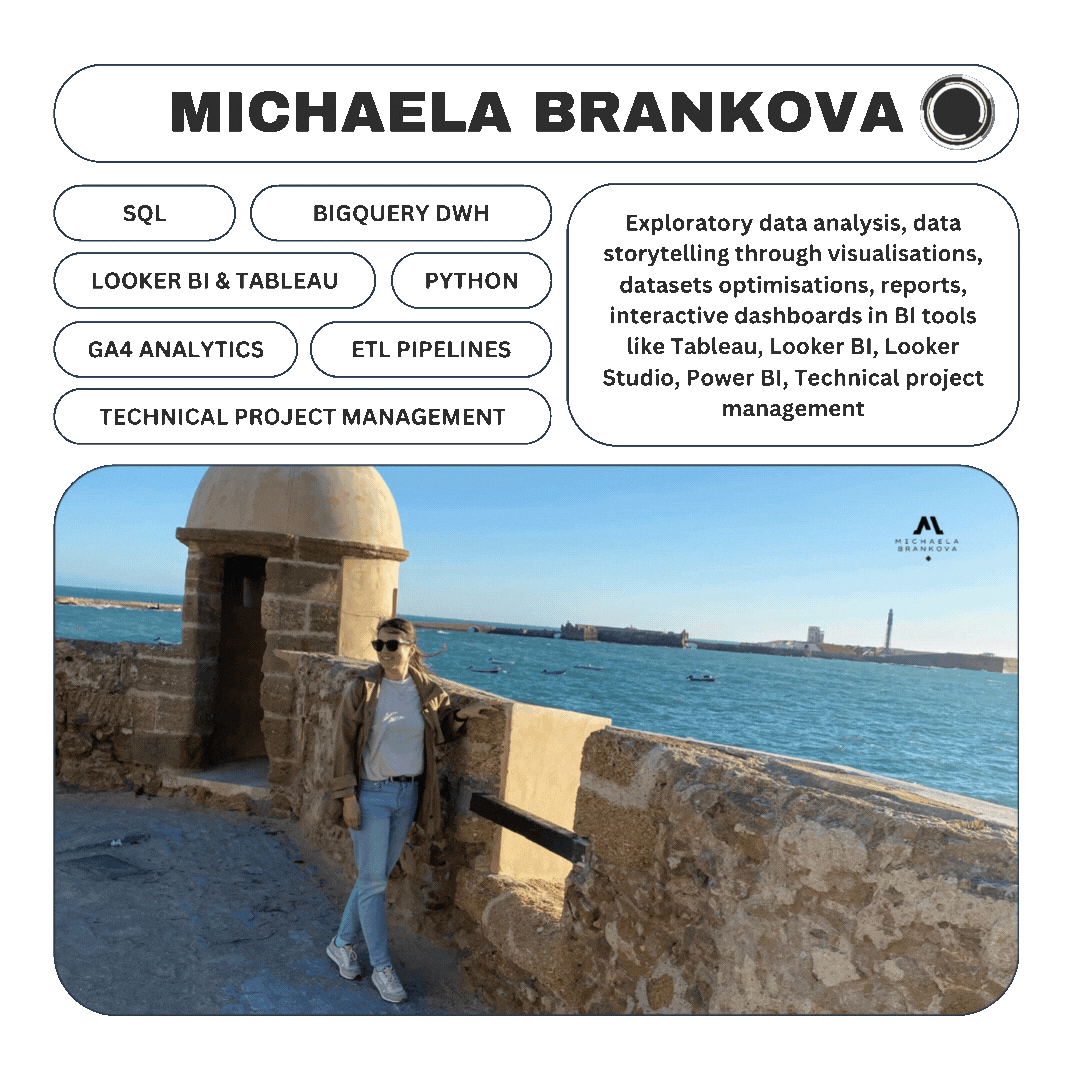 MICHAELA BRANKOVA
SQL
BIGQUERY DWH
LOOKER BI & TABLEAU
PYTHON
GA4 ANALYTICS
ETL PIPELINES
TECHNICAL PROJECT MANAGEMENT
Exploratory data analysis, data
storytelling through visualisations,
datasets optimisations, reports,
interactive dashboards in BI tools
like Tableau, Looker BI, Looker
Studio, Power BI, Technical project
management
MICHAELA
BRANKOVA